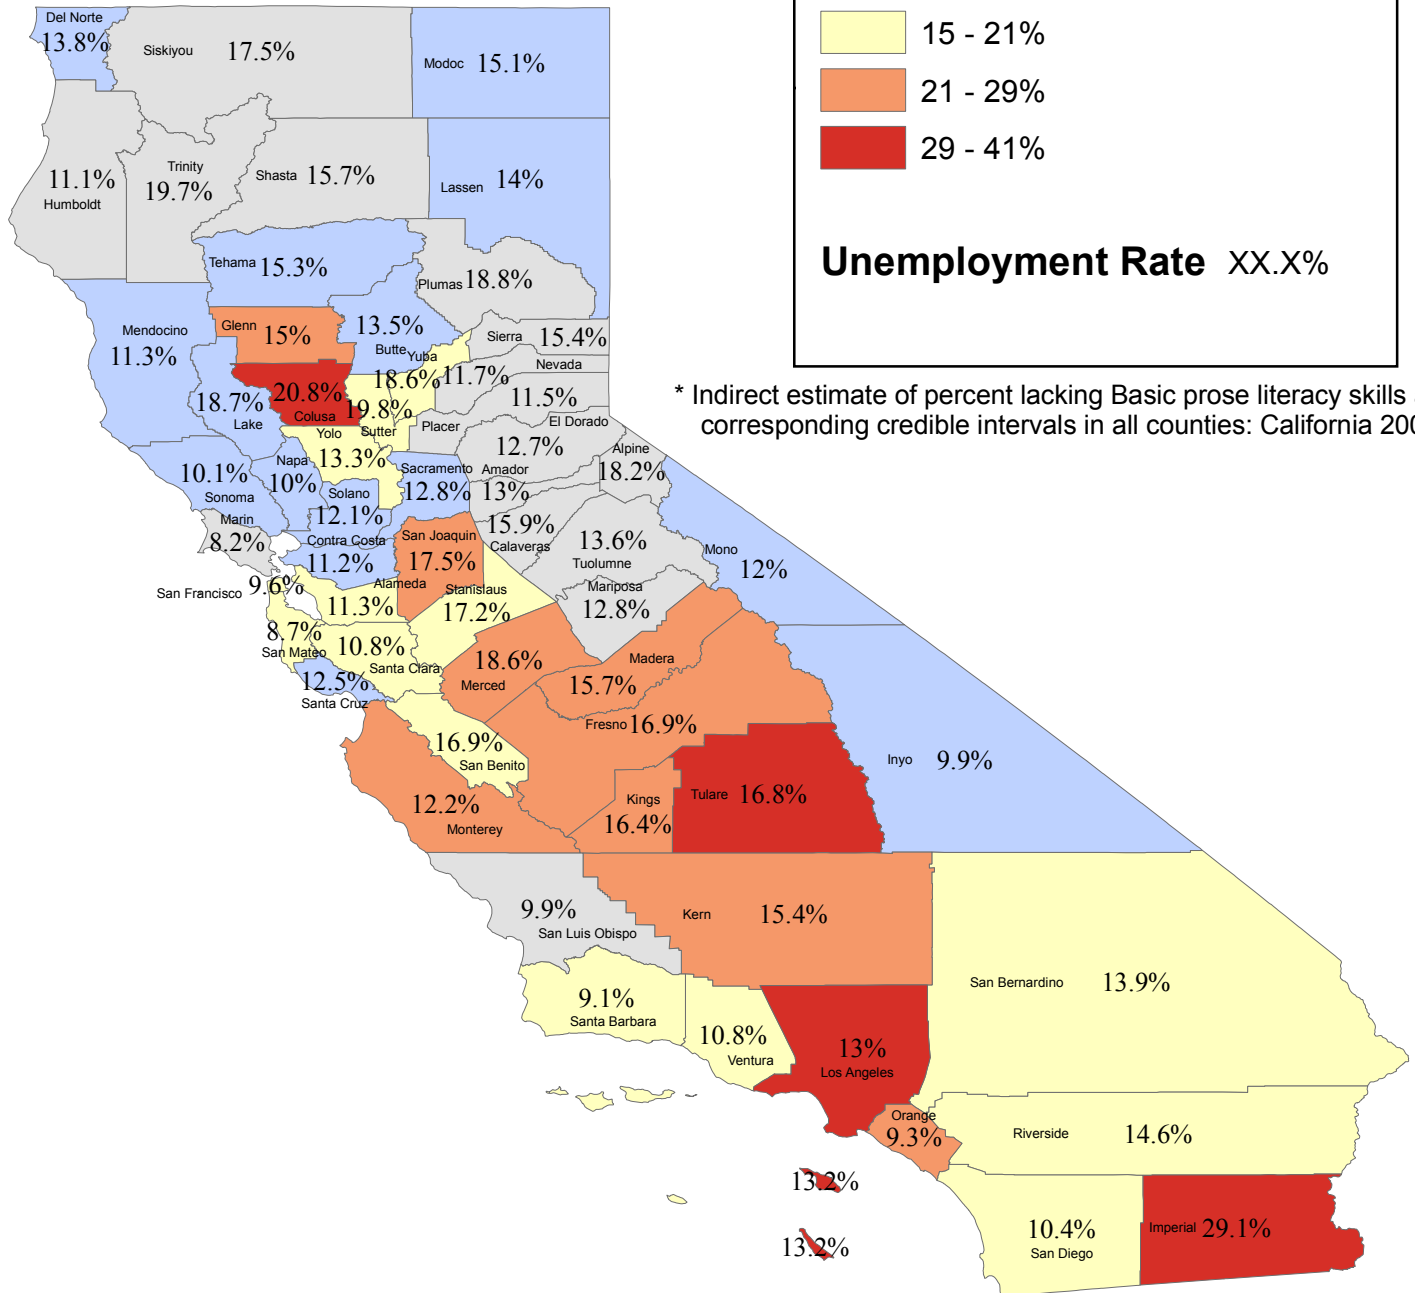 15 - 21%
21 - 29%
29 - 41%
Unemployment Rate XX.X%
* Indirect estimate of percent lacking Basic prose literacy skills
corresponding credible intervals in all counties: California 200
Del Norte
13.8%
Siskiyou 17.5%
Modoc 15.1%
11.1%
Humboldt
Trinity
19.7%
Shasta 15.7%
Lassen 14%
Tehama 15.3%
Plumas 18.8%
Mendocino
11.3%
Glenn 15%
13.5%
Butte
Yuba
18.6%
Sierra 15.4%
Nevada
11.7%
11.5%
Placer
18.7%
Lake
20.8%
Colusa
19.8%
Sutter
Yolo
13.3%
El Dorado
12.7%
Alpine
18.2%
Amador
13%
10.1%
Sonoma
Napa
10%
Solano
12.1%
Sacramento
12.8%
Marin
8.2%
Contra Costa
11.2%
San Joaquin
17.5%
15.9%
Calaveras
13.6%
Tuolumne
Mono
12%
San Francisco 9.6%
Alameda
11.3%
Stanislaus
17.2%
Mariposa
12.8%
8.7%
San Mateo
10.8%
Santa Clara
12.5%
Santa Cruz
18.6%
Merced
Madera
15.7%
Fresno 16.9%
16.9%
San Benito
Inyo 9.9%
12.2%
Monterey
Kings
16.4%
Tulare 16.8%
9.9%
San Luis Obispo
Kern 15.4%
San Bernardino 13.9%
9.1%
Santa Barbara
10.8%
Ventura
13%
Los Angeles
Orange
9.3%
Riverside 14.6%
13.2%
13.2%
10.4%
San Diego
Imperial 29.1%